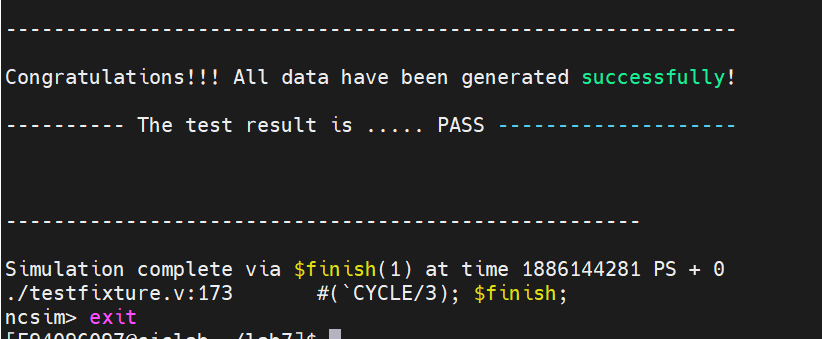 -------------------------------------------------------------
Congratulations!!! All data have been generated successfully!
---------- The test result is ..... PASS --------------------
-----------------------------------------------------
Simulation complete via $finish(1) at time 1886144281 PS + 0
./testfixture.v:173       #(`CYCLE/3); $finish;
ncsim> exit